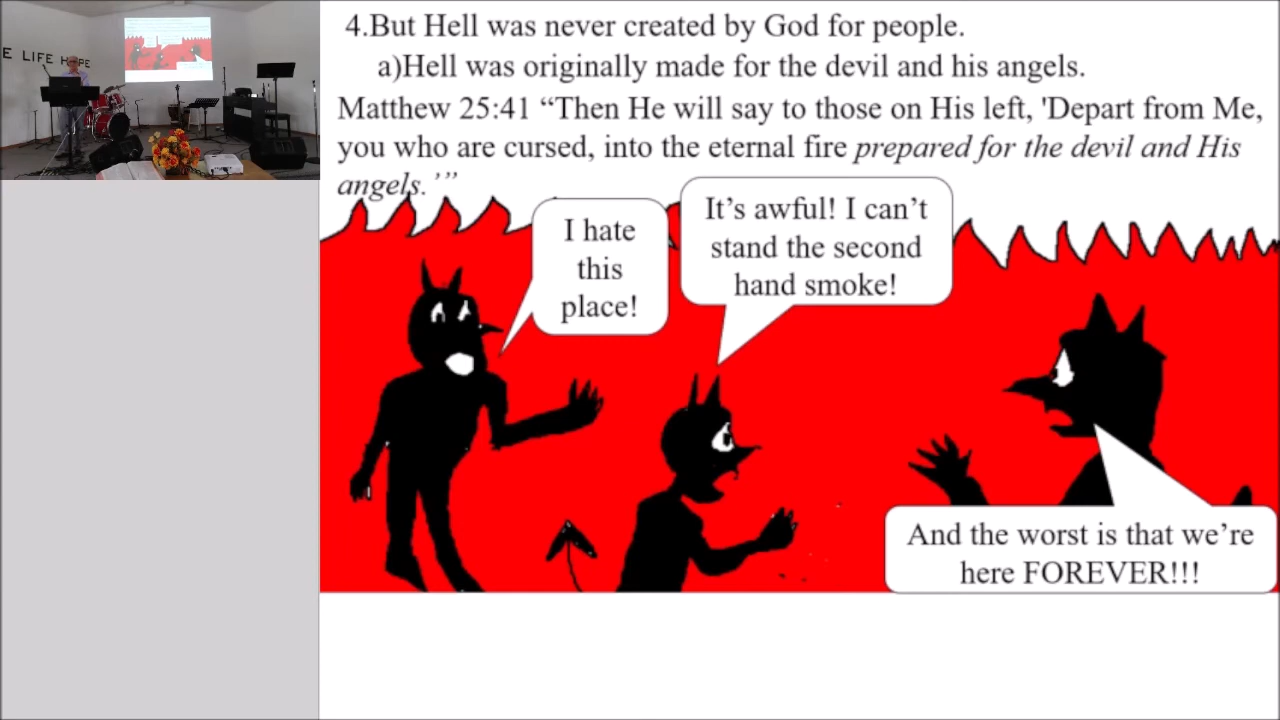 E LIFE H PE
4.But Hell was never created by God for people.
a)Hell was originally made for the devil and his angels.
Matthew 25:41 “Then He will say to those on His left, 'Depart from Me,
you who are cursed, into the eternal fire prepared for the devil and His
angels.’”
I hate
this
place!
It’s awful! I can’t
stand the second
hand smoke!
And the worst is that we’re
here FOREVER!!!